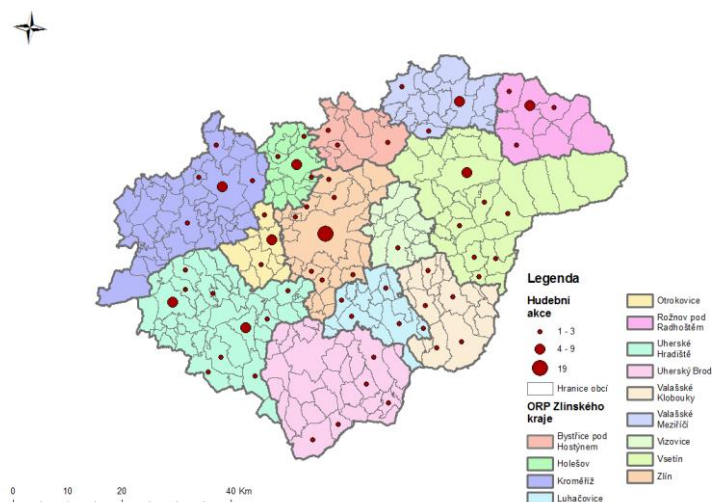 Legenda
Hudební
akce
1 - 3
4 - 9
19
Hranice obcí
ORP Zlínského
kraje
Bystřice pod
Hostýnem
Holešov
Kroměříž
Luhačovice
Otrokovice
Rožnov pod
Radhoštěm
Uherské
Hradiště
Uherský Brod
Valašské
Klobouky
Valašské
Meziříčí
Vizovice
Vsetín
Zlín
0 10 20 40 Km